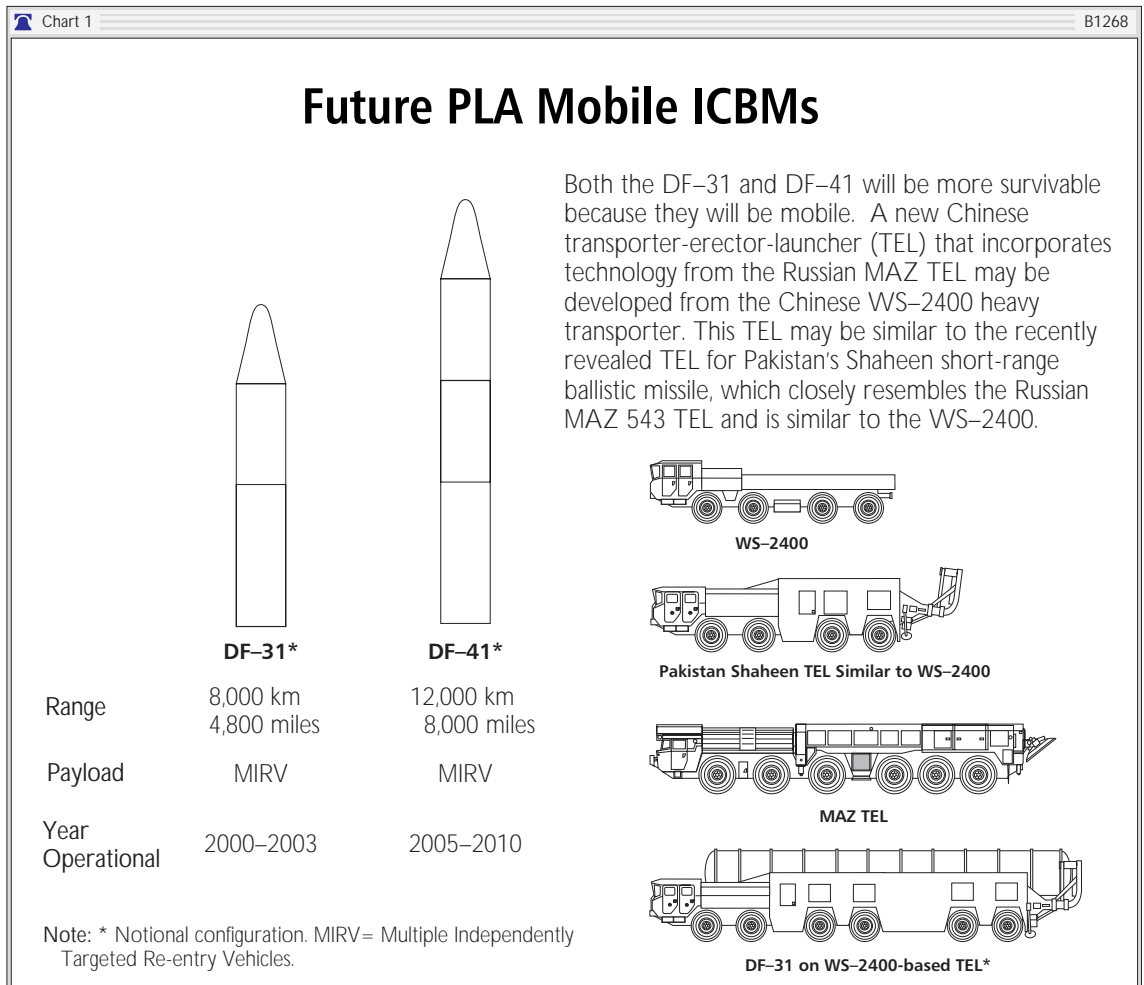 Chart 1
B1268
Future PLA Mobile ICBMs
Both the DF–31 and DF–41 will be more survivable
because they will be mobile. A new Chinese
transporter-erector-launcher (TEL) that incorporates
technology from the Russian MAZ TEL may be
developed from the Chinese WS–2400 heavy
transporter. This TEL may be similar to the recently
revealed TEL for Pakistan's Shaheen short-range
ballistic missile, which closely resembles the Russian
MAZ 543 TEL and is similar to the WS–2400.
WS–2400
Pakistan Shaheen TEL Similar to WS–2400
MAZ TEL
DF–31 on WS–2400-based TEL*
DF–31* DF–41*
Range 8,000 km 12,000 km
4,800 miles 8,000 miles
Payload MIRV MIRV
Year
Operational 2000–2003 2005–2010
Note: * Notional configuration. MIRV= Multiple Independently
Targeted Re-entry Vehicles.